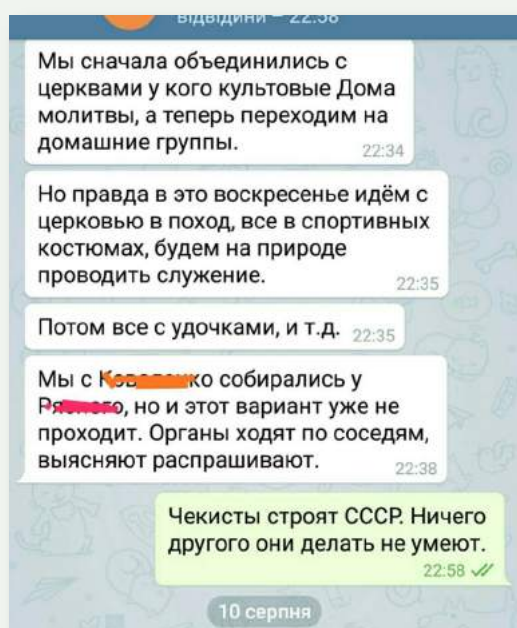 відвідини – 22:58
Мы сначала объединились с
церквами у кого культовые Дома
молитвы, а теперь переходим на
домашние группы.
22:34
Но правда в это воскресенье идём с
церковью в поход, все в спортивных
костюмах, будем на природе
проводить служение.
22:35
Потом все с удочками, и т.д. 22:35
Мы с собирались у
но и этот вариант уже не
проходит. Органы ходят по соседям,
выясняют распрашивают.
22:38
Чекисты строят СССР. Ничего
другого они делать не умеют.
22:58
10 серпня